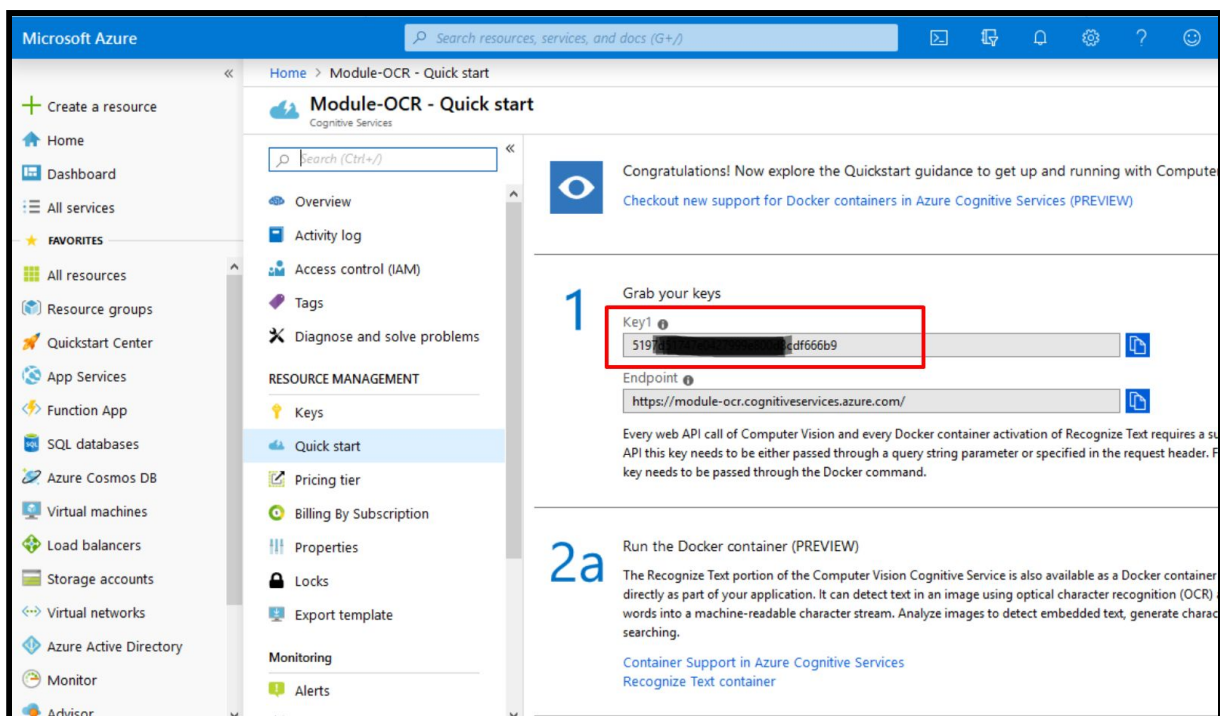 Microsoft Azure
Search resources, services, and docs (G+/)
Create a resource
Home
Dashboard
All services
FAVORITES
All resources
Resource groups
Quickstart Center
App Services
Function App
SQL databases
Azure Cosmos DB
Virtual machines
Load balancers
Storage accounts
Virtual networks
Azure Active Directory
Monitor
Advisor
Home > Module-OCR - Quick start
Module-OCR - Quick start
Cognitive Services
Search (Ctrl+/)
Overview
Activity log
Access control (IAM)
Tags
Diagnose and solve problems
RESOURCE MANAGEMENT
Keys
Quick start
Pricing tier
Billing By Subscription
Properties
Locks
Export template
Monitoring
Alerts
Congratulations! Now explore the Quickstart guidance to get up and running with Compute
Checkout new support for Docker containers in Azure Cognitive Services (PREVIEW)
1
Grab your keys
Key1
Endpoint
https://module-ocr.cognitiveservices.azure.com/
Every web API call of Computer Vision and every Docker container activation of Recognize Text requires a su
API this key needs to be either passed through a query string parameter or specified in the request header. F
key needs to be passed through the Docker command.
2a
Run the Docker container (PREVIEW)
The Recognize Text portion of the Computer Vision Cognitive Service is also available as a Docker container
directly as part of your application. It can detect text in an image using optical character recognition (OCR)
words into a machine-readable character stream. Analyze images to detect embedded text, generate charac
searching.
Container Support in Azure Cognitive Services
Recognize Text container